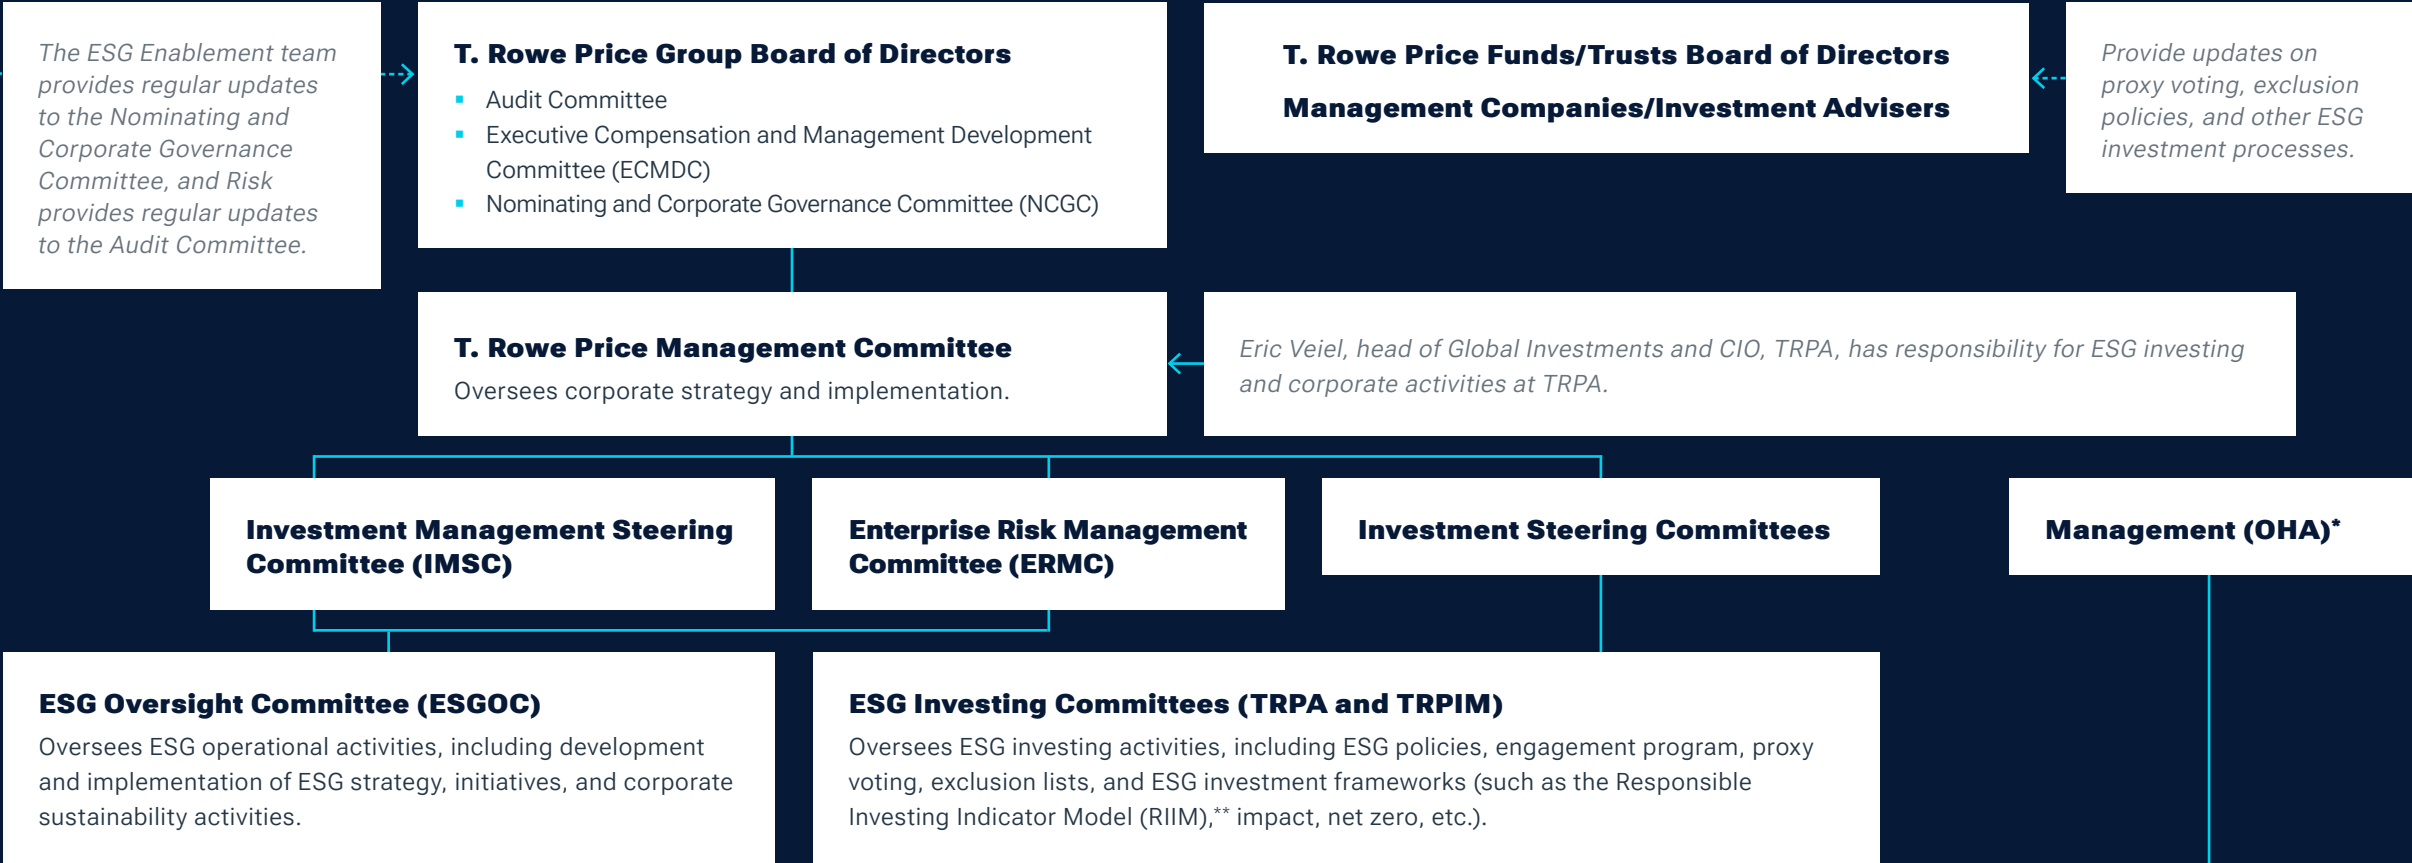 The ESG Enablement team
provides regular updates
to the Nominating and
Corporate Governance
Committee, and Risk
provides regular updates
to the Audit Committee.
T. Rowe Price Group Board of Directors
▪ Audit Committee
▪ Executive Compensation and Management Development
Committee (ECMDC)
▪ Nominating and Corporate Governance Committee (NCGC)
T. Rowe Price Funds/Trusts Board of Directors
Management Companies/Investment Advisers
Provide updates on
proxy voting, exclusion
policies, and other ESG
investment processes.
T. Rowe Price Management Committee
Oversees corporate strategy and implementation.
Eric Veiel, head of Global Investments and CIO, TRPA, has responsibility for ESG investing
and corporate activities at TRPA.
Investment Management Steering
Committee (IMSC)
Enterprise Risk Management
Committee (ERMC)
Investment Steering Committees
Management (OHA)*
ESG Oversight Committee (ESGOC)
Oversees ESG operational activities, including development
and implementation of ESG strategy, initiatives, and corporate
sustainability activities.
ESG Investing Committees (TRPA and TRPIM)
Oversees ESG investing activities, including ESG policies, engagement program, proxy
voting, exclusion lists, and ESG investment frameworks (such as the Responsible
Investing Indicator Model (RIIM),** impact, net zero, etc.).